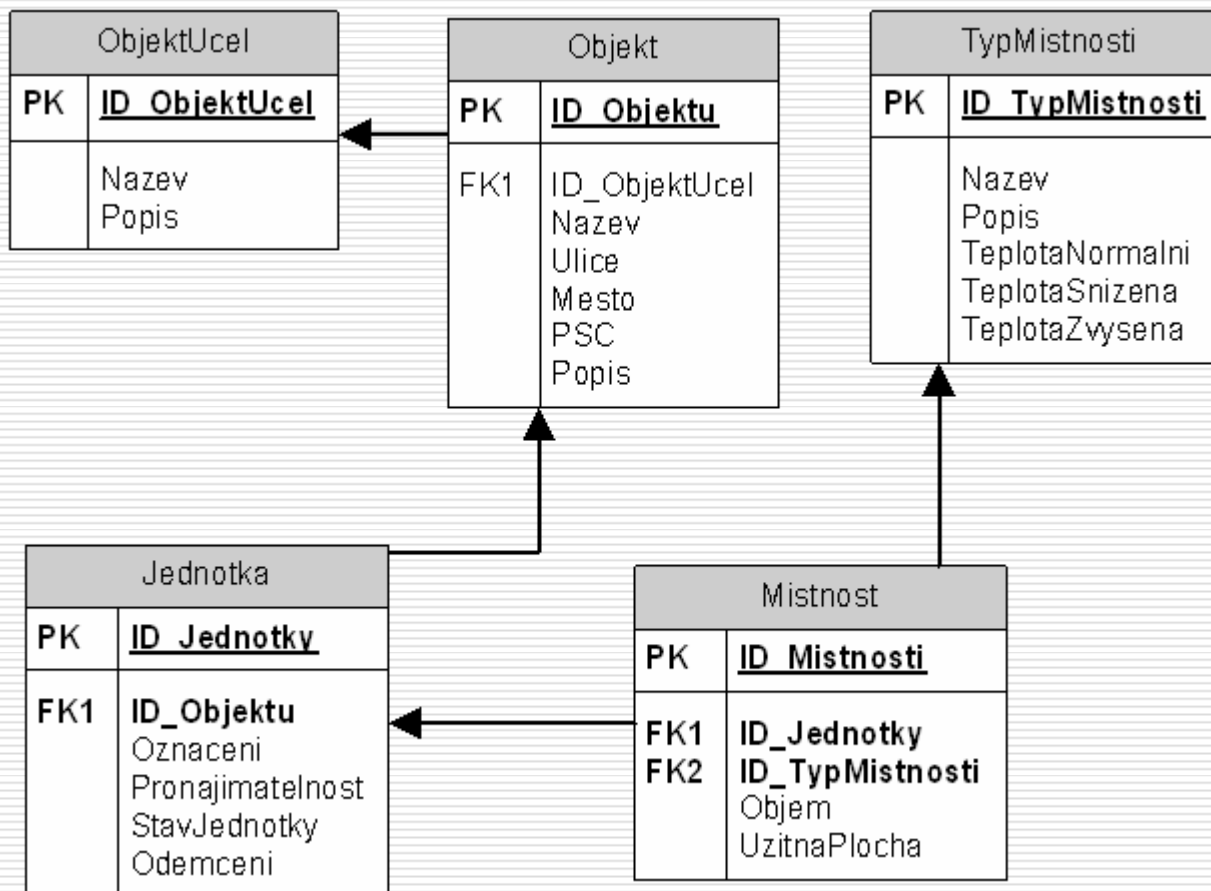 ObjektUcel
PK ID_ObjektUcel
Nazev
Popis
Objekt
PK ID_Objektu
FK1 ID_ObjektUcel
Nazev
Ulice
Mesto
PSC
Popis
TypMistnosti
PK ID_TypMistnosti
Nazev
Popis
TeplotaNormalni
TeplotaSnizena
TeplotaZvysena
Jednotka
PK ID_Jednotky
FK1 ID_Objektu
Oznaceni
Pronajimatelnost
StavJednotky
Odemceni
Mistnost
PK ID_Mistnosti
FK1 ID_Jednotky
FK2 ID_TypMistnosti
Objem
UzitnaPlocha